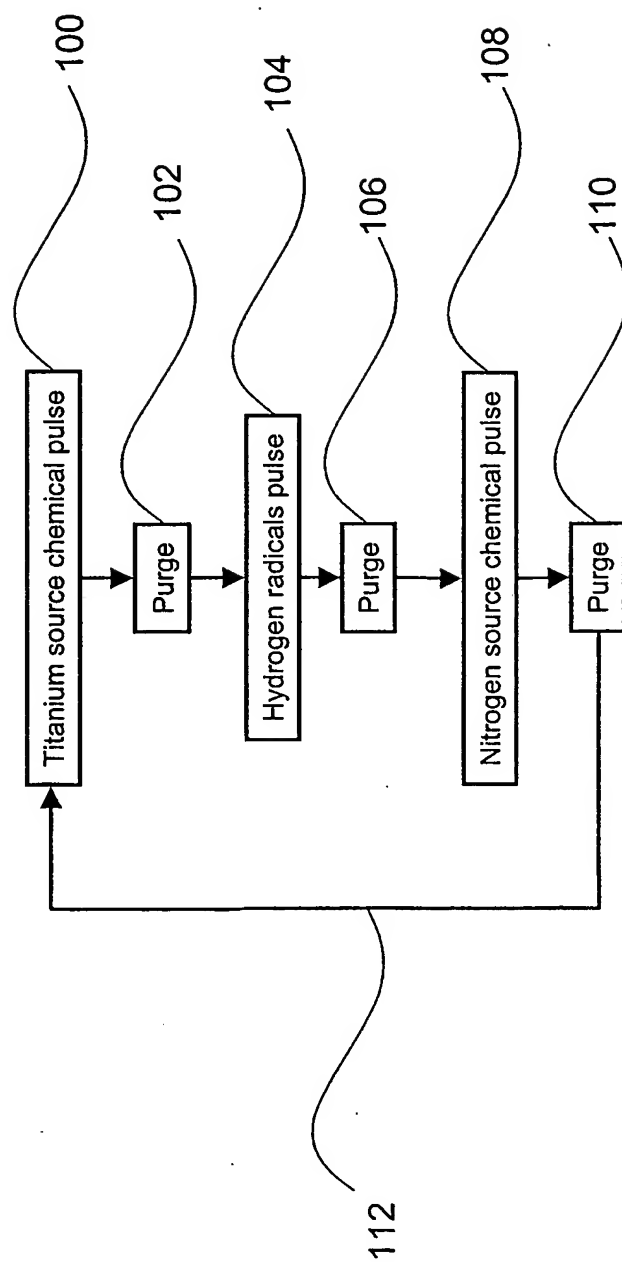 Titanium source chemical pulse
100
Purge
102
Hydrogen radicals pulse
104
Purge
106
Nitrogen source chemical pulse
108
Purge
110
112